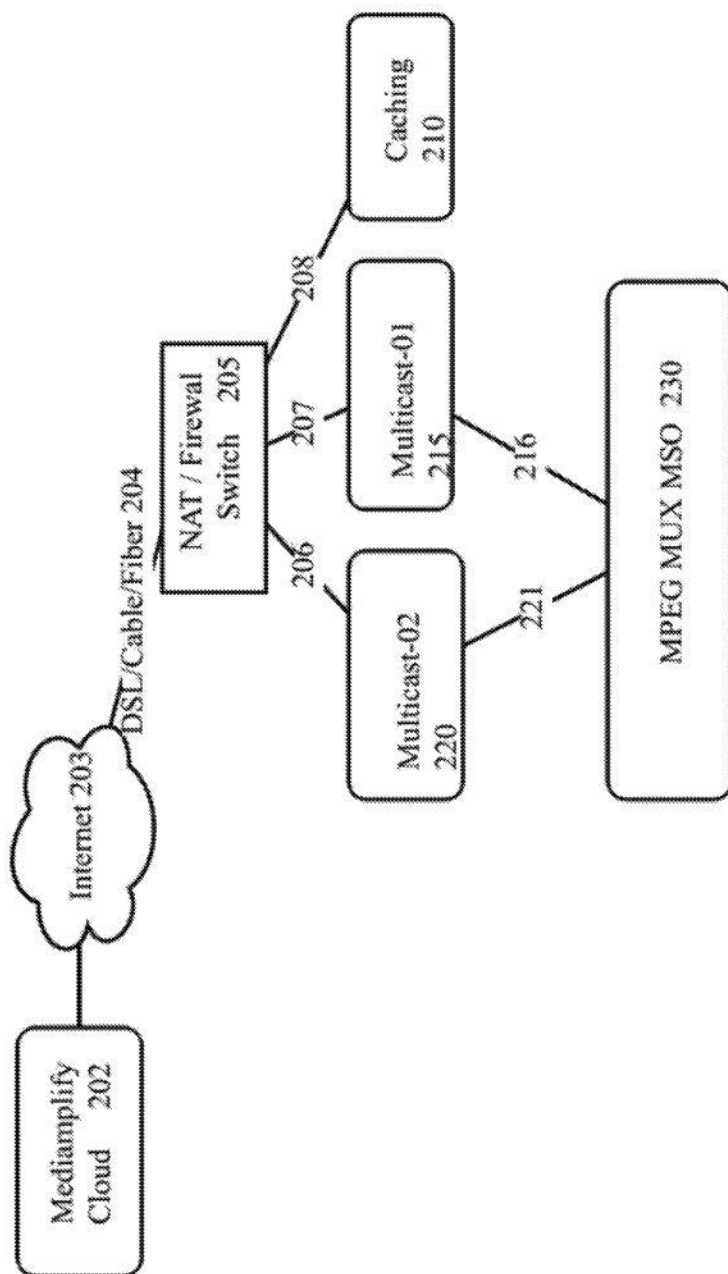 Mediamplify
Cloud 202
Internet 203
DSL/Cable/Fiber 204
NAT / Firewal
Switch 205
206
207
208
Multicast-02
220
Multicast-01
215
Caching
210
221
216
MPEG MUX MSO 230